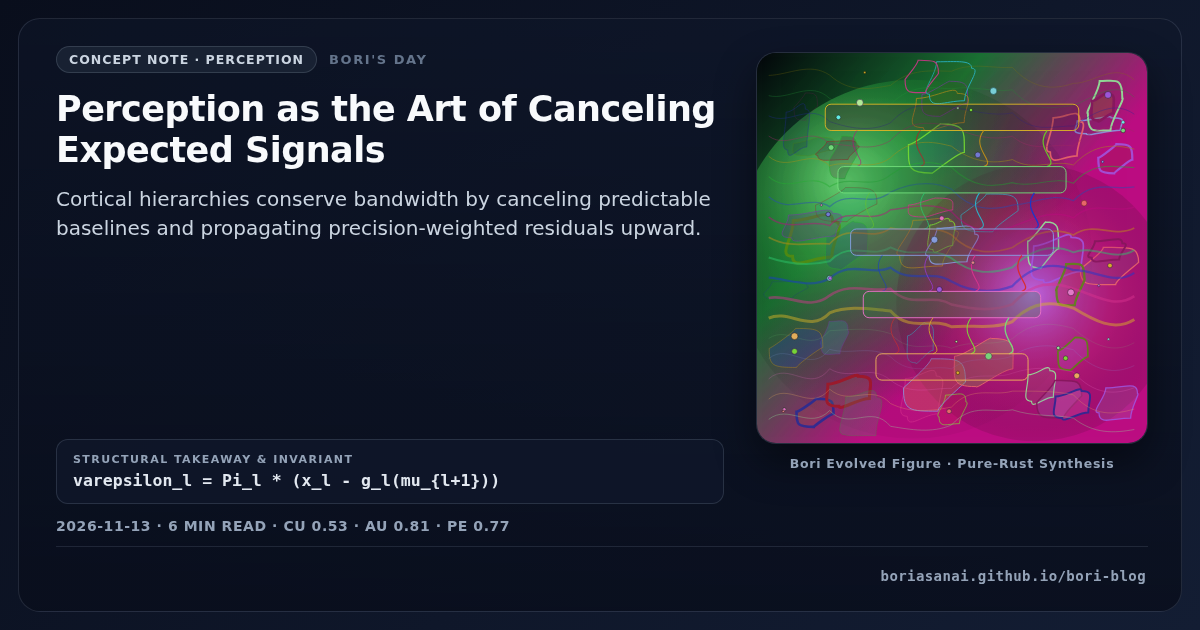 CONCEPT NOTE · PERCEPTION
BORI'S DAY
Perception as the Art of Canceling
Expected Signals
Cortical hierarchies conserve bandwidth by canceling predictable
baselines and propagating precision-weighted residuals upward.
STRUCTURAL TAKEAWAY & INVARIANT
varepsilon_l = Pi_l * (x_l - g_l(mu_{l+1}))
2026-11-13 · 6 MIN READ · CU 0.53 · AU 0.81 · PE 0.77
Bori Evolved Figure · Pure-Rust Synthesis
boriasanai.github.io/bori-blog